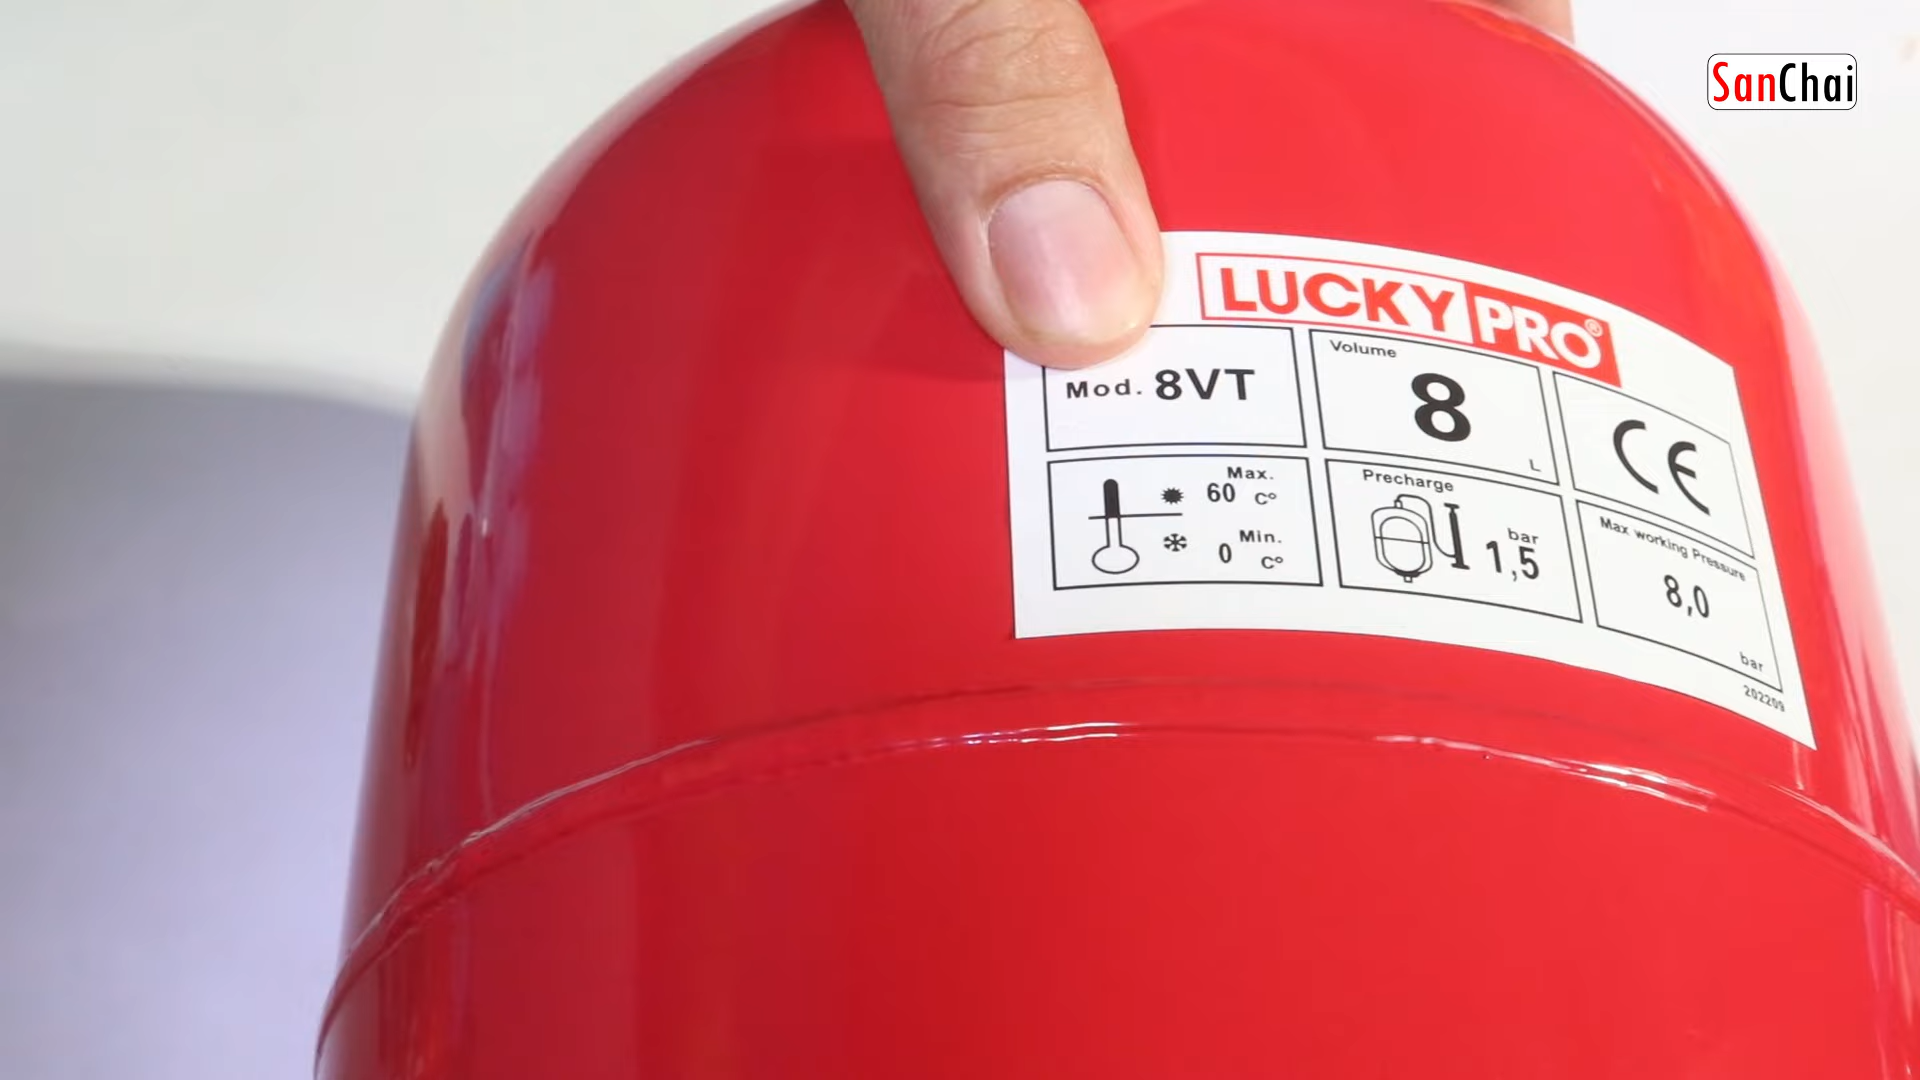 SanChai
LUCKY PRO®
Mod. 8VT
Volume
8
L
CE
Max.
60 C°
Min.
0 C°
Precharge
bar
1,5
Max working Pressure
8,0
bar
202209